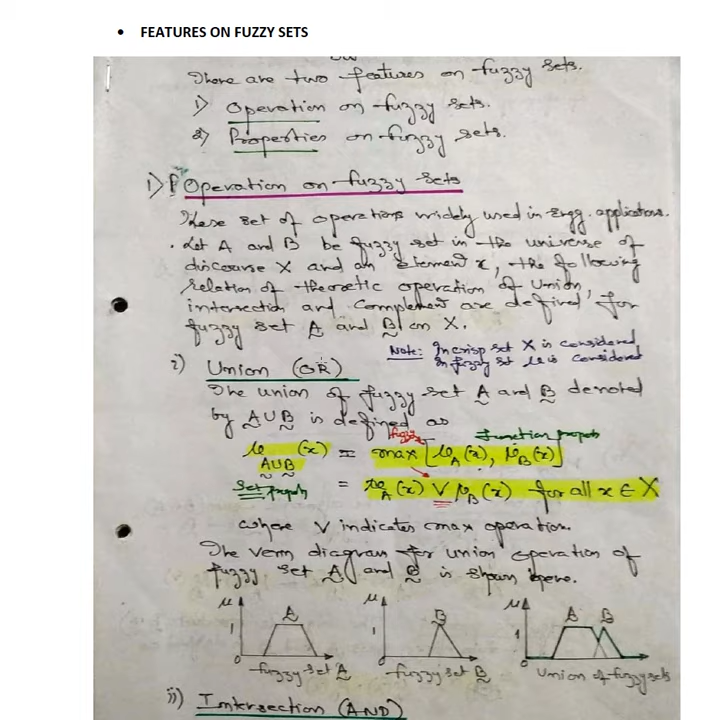 • FEATURES ON FUZZY SETS
There are two features on fuzzy sets.
1) Operation on fuzzy sets.
2) Properties on fuzzy sets.
1) Operation on fuzzy sets
These set of operations widely used in Engg. applications.
. Let A and B be fuzzy set in the universe of
discourse X and an element x, the following
relation of theoretic operation of Union,
intersection and complement are defined for
fuzzy set A̰ and B̰ on X.
Note: In crisp set X is considered
In fuzzy set μ is considered
i) Union (OR)
The union of fuzzy set A̰ and B̰ denoted
by A̰ ∪ B̰ is defined as
function property
μ A̰∪B̰ (x) = max [μ_A(x), μ_B(x)]
set property = μ_A(x) ∨ μ_B(x) for all x ∈ X
where V indicates max operation.
The venn diagram for union operation of
fuzzy set A̰ and B̰ is shown here.
μ A̰ μ B̰ μ A̰ B̰
1 1 1
0 0 0
fuzzy set A̰ fuzzy set B̰ Union of fuzzy sets
ii) Intersection (AND)